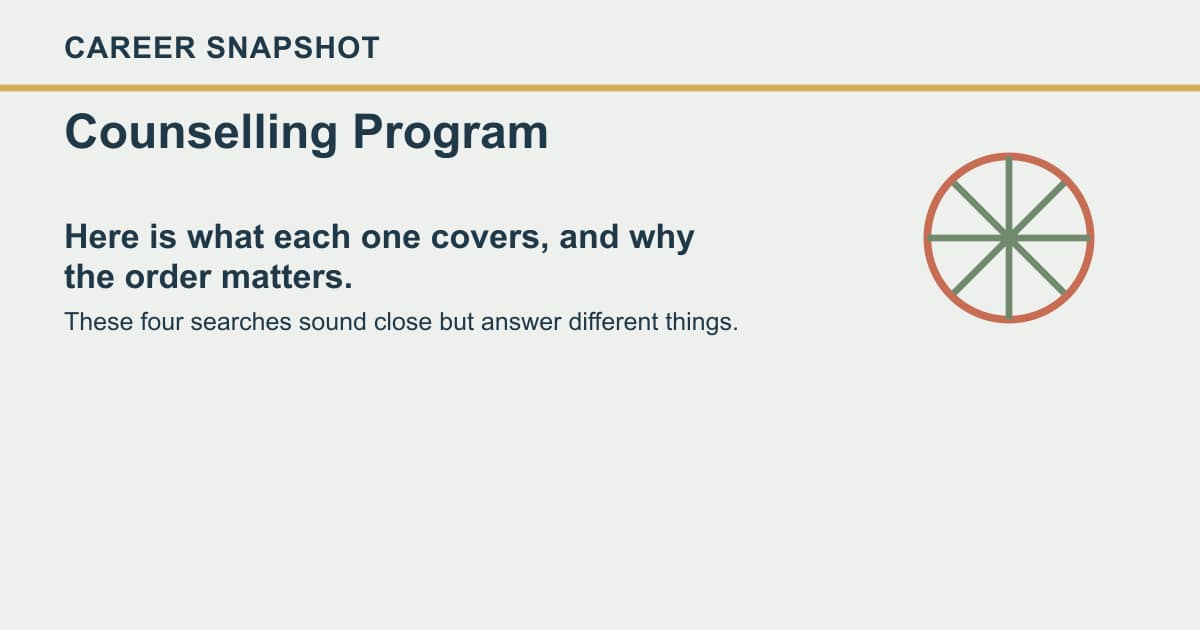 CAREER SNAPSHOT
Counselling Program
Here is what each one covers, and why
the order matters.
These four searches sound close but answer different things.